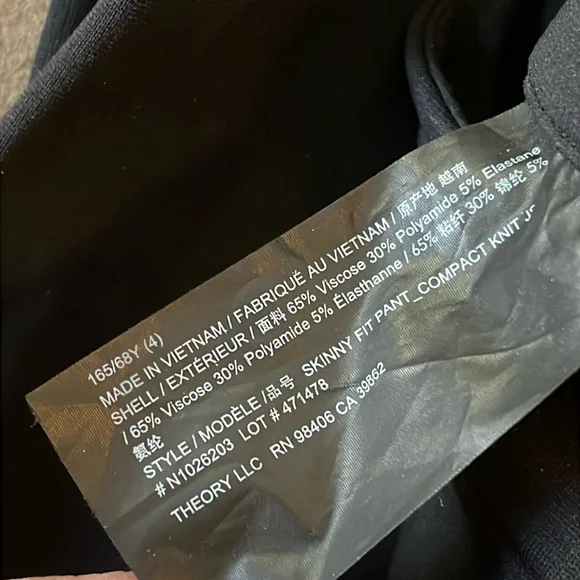 165/68Y (4)
MADE IN VIETNAM / FABRIQUÉ AU VIETNAM / 原产地 越南
SHELL / EXTÉRIEUR / 面料 65% Viscose 30% Polyamide 5% Elastane
/ 65% Viscose 30% Polyamide 5% Élasthanne / 65% 粘纤 30% 锦纶 5%
氨纶
STYLE / MODÈLE / 品号 SKINNY FIT PANT_COMPACT KNIT
# N1026203 LOT # 471478
THEORY LLC RN 98406 CA 39862